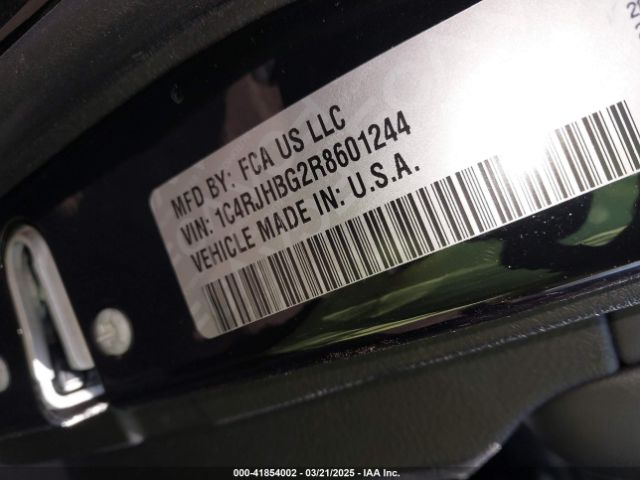 MFD BY: FCA US LLC
VIN: 1C4RJHBG2R8601244
VEHICLE MADE IN: U.S.A.
000-41854002 — 03/21/2025 — IAA Inc.